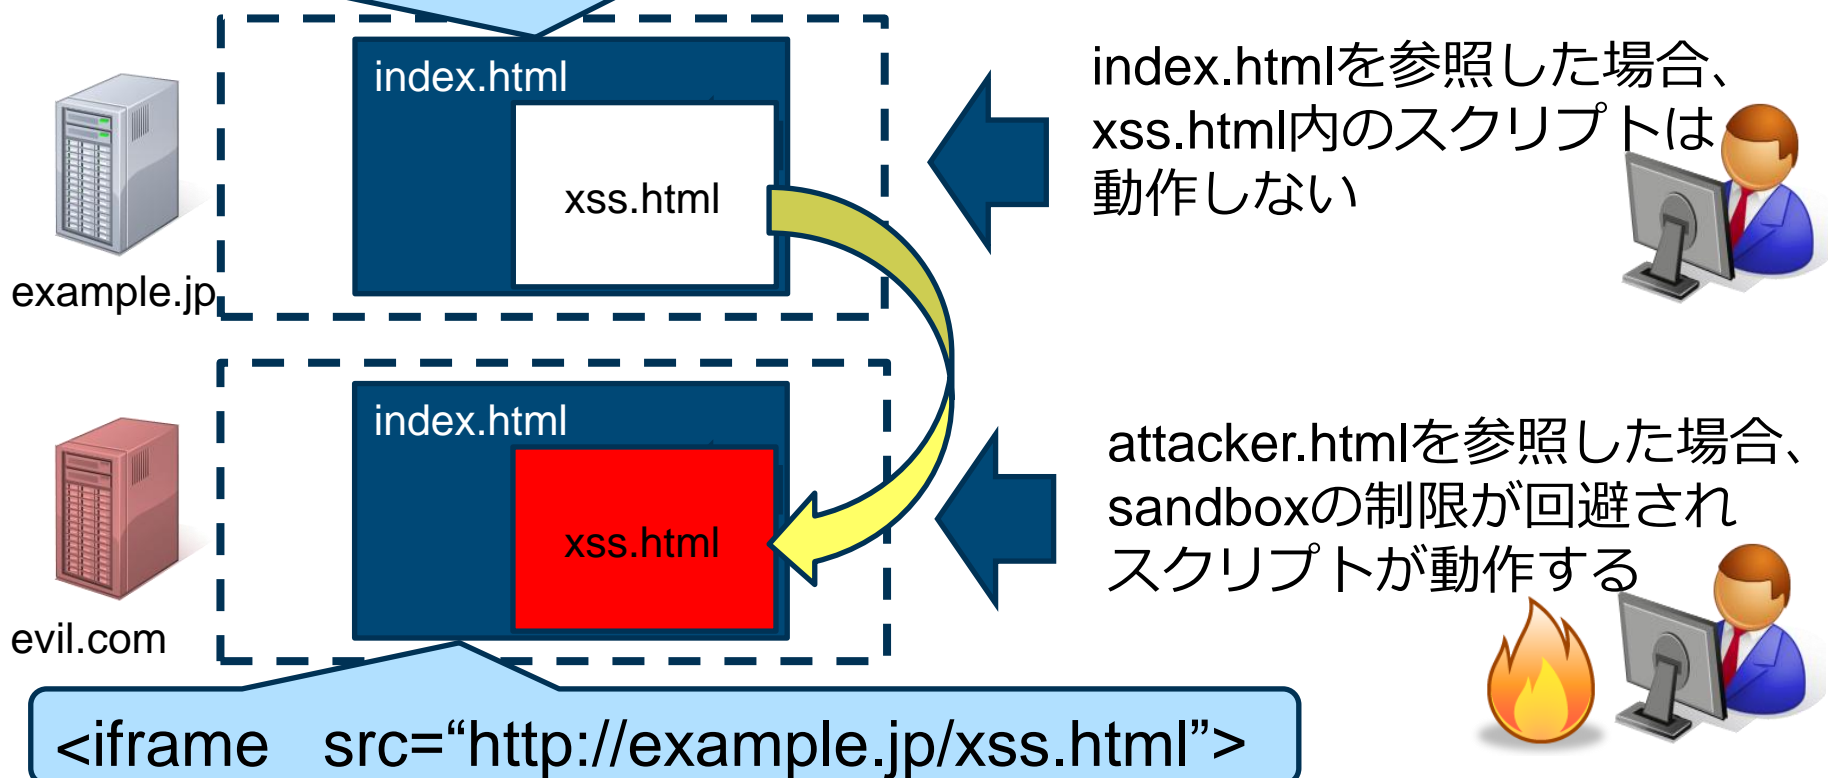 index.html
xss.html
example.jp
index.htmlを参照した場合、
xss.html内のスクリプトは
動作しない
index.html
xss.html
evil.com
attacker.htmlを参照した場合、
sandboxの制限が回避され
スクリプトが動作する
<iframe src=“http://example.jp/xss.html”>